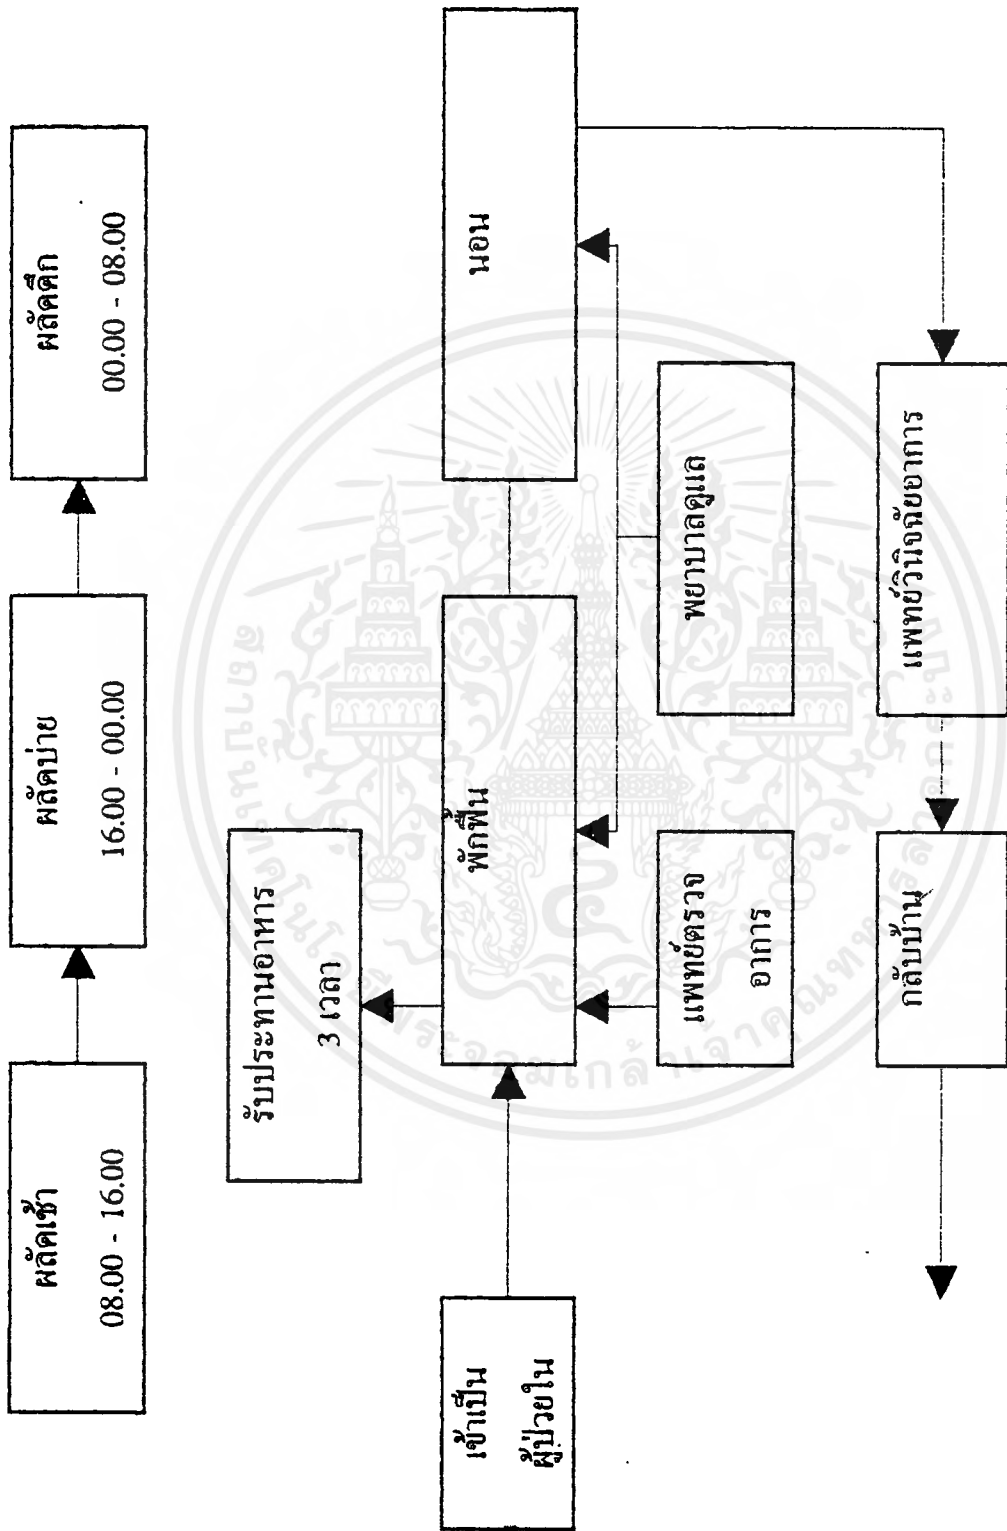 ผลัดเช้า
08.00 - 16.00
ผลัดบ่าย
16.00 - 00.00
ผลัดดึก
00.00 - 08.00
รับประทานอาหาร
3 เวลา
เข้าเป็น
ผู้ป่วยใน
พักฟื้น
นอน
แพทย์ตรวจ
อาการ
พยาบาลดูแล
กลับบ้าน
แพทย์วินิจฉัยอาการ